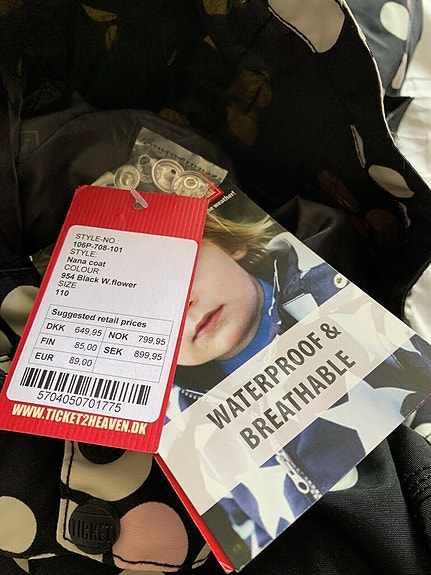 STYLE-NO.:
106P-708-101
STYLE:
Nana coat
COLOUR:
954 Black W.flower
SIZE
110
Suggested retail prices
DKK 649,95 NOK 799,95
FIN 85,00 SEK 899,95
EUR 89,00
5704050701775
WWW.TICKET2HEAVEN.DK
weather!
WATERPROOF &
BREATHABLE
TICKET